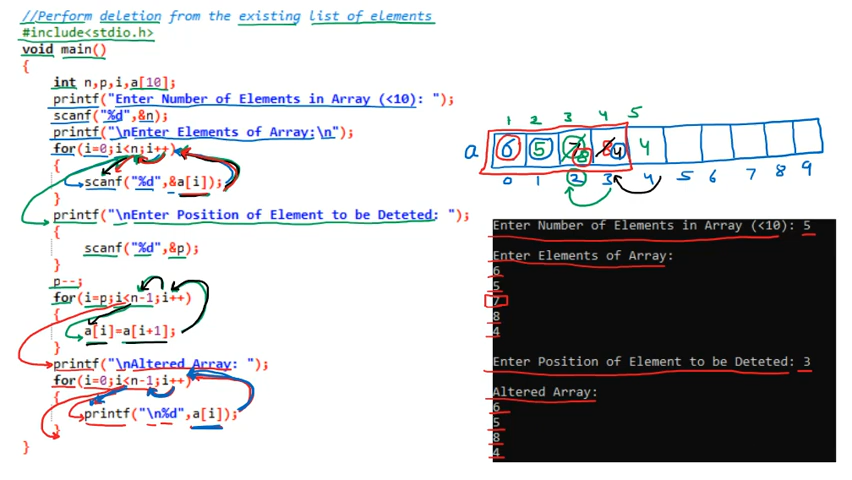 //Perform deletion from the existing list of elements
#include<stdio.h>
void main()
{
int n,p,i,a[10];
printf("Enter Number of Elements in Array (<10): ");
scanf("%d",&n);
printf("\nEnter Elements of Array:\n");
for(i=0;i<n;i++)
{
scanf("%d",&a[i]);
}
printf("\nEnter Position of Element to be Deteted: ");
{
scanf("%d",&p);
}
p--;
for(i=p;i<n-1;i++)
{
a[i]=a[i+1];
}
printf("\nAltered Array: ");
for(i=0;i<n-1;i++)
{
printf("\n%d",a[i]);
}
}
1 2 3 4 5
a 6 5 7 8 8 4 4
0 1 2 3 4 5 6 7 8 9
Enter Number of Elements in Array (<10): 5
Enter Elements of Array:
6
5
7
8
4
Enter Position of Element to be Deteted: 3
Altered Array:
6
5
8
4